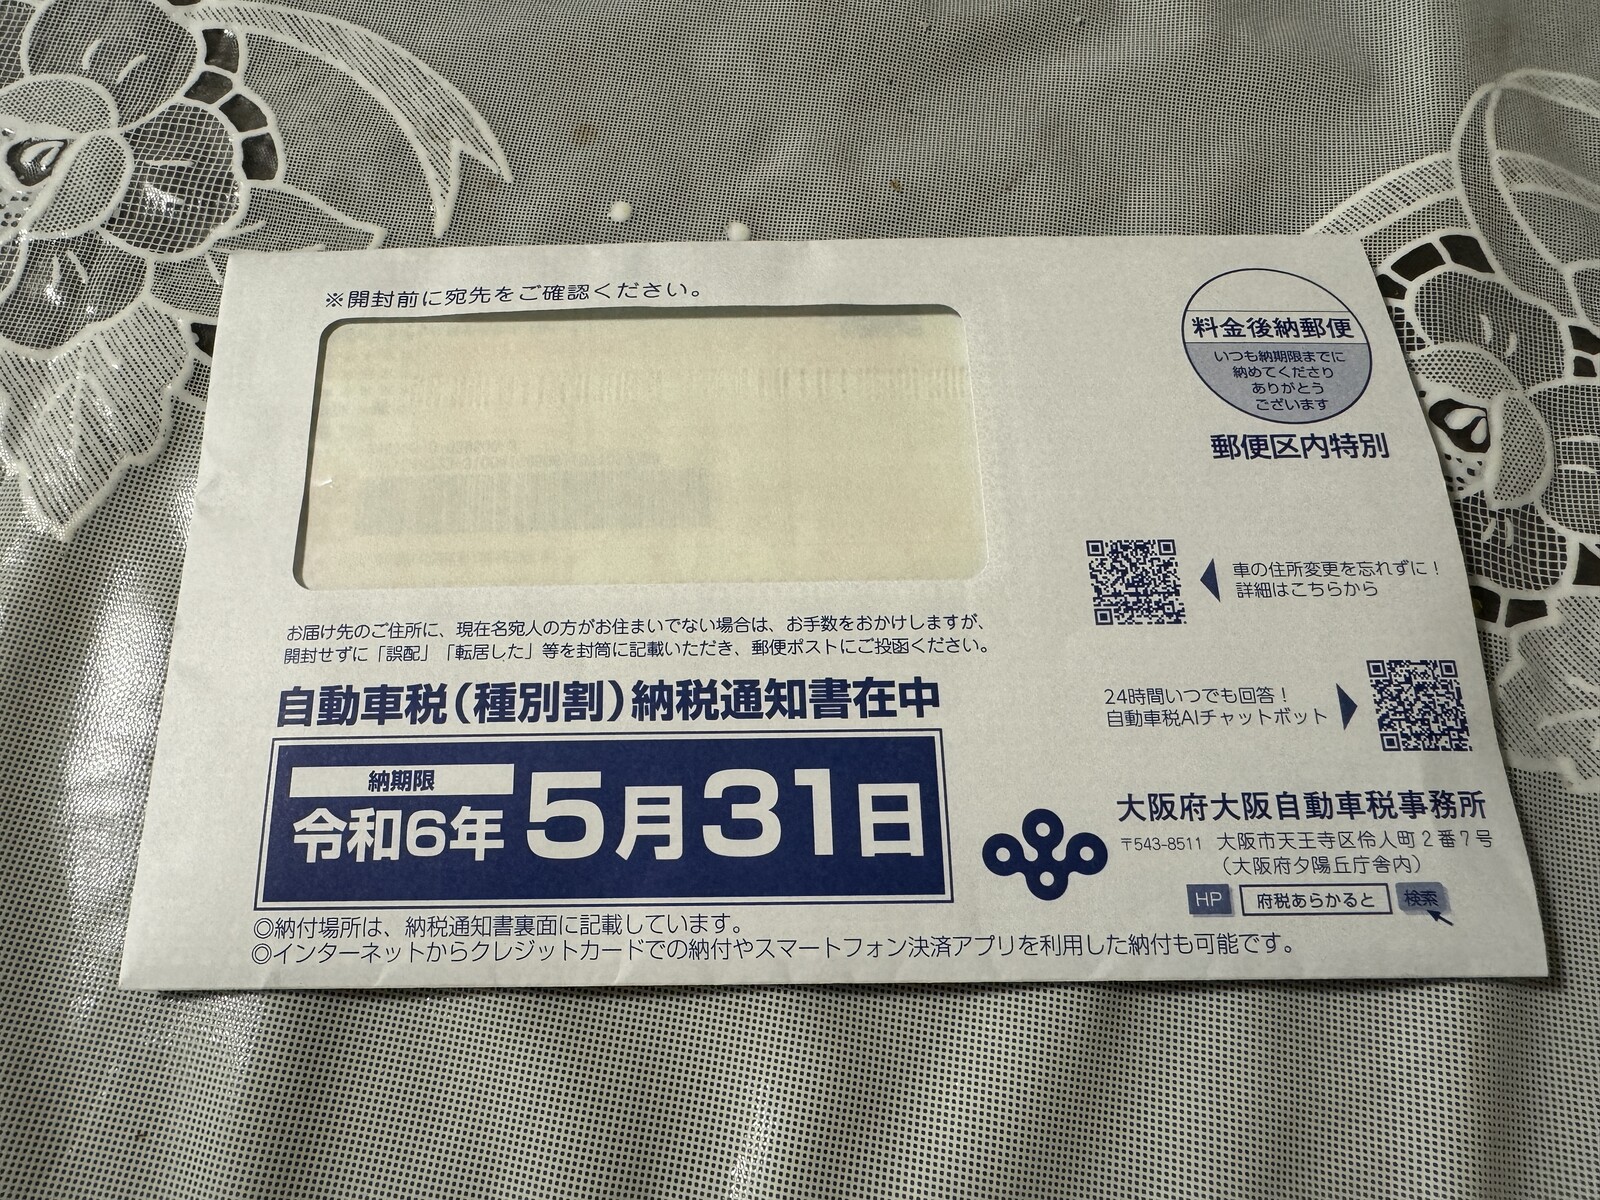 ※開封前に宛先をご確認ください。
料金後納郵便
いつも納期限までに
納めてくださり
ありがとう
ございます
郵便区内特別
車の住所変更を忘れずに！
詳細はこちらから
お届け先のご住所に、現在名宛人の方がお住まいでない場合は、お手数をおかけしますが、
開封せずに「誤配」「転居した」等を封筒に記載いただき、郵便ポストにご投函ください。
自動車税（種別割）納税通知書在中
納期限
令和6年 5月31日
24時間いつでも回答！
自動車税AIチャットボット
大阪府大阪自動車税事務所
〒543-8511 大阪市天王寺区伶人町２番７号
（大阪府夕陽丘庁舎内）
HP 府税あらかると 検索
◎納付場所は、納税通知書裏面に記載しています。
◎インターネットからクレジットカードでの納付やスマートフォン決済アプリを利用した納付も可能です。